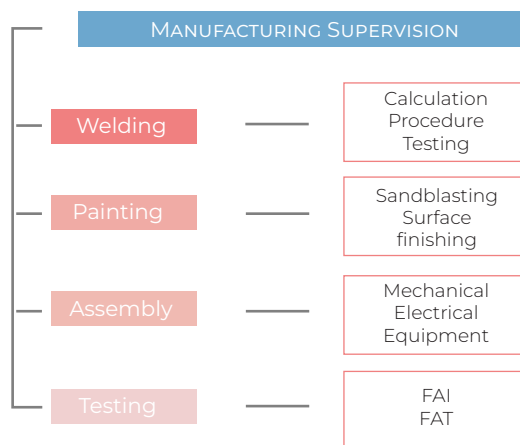 Manufacturing Supervision
Welding
Calculation
Procedure
Testing
Painting
Sandblasting
Surface
finishing
Assembly
Mechanical
Electrical
Equipment
Testing
FAI
FAT